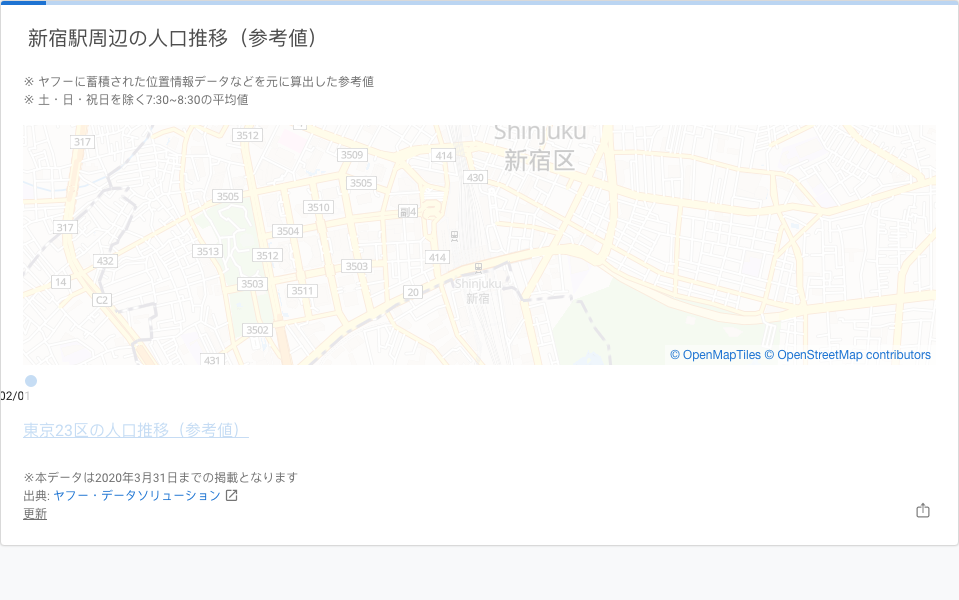 新宿駅周辺の人口推移（参考値）
※ ヤフーに蓄積された位置情報データなどを元に算出した参考値
※ 土・日・祝日を除く7:30~8:30の平均値
3512
317
Shinjuku
新宿区
3509
414
430
3505
3505
3510
副4
317
3504
3513
3512
414
432
3503
14
3503
3511
20
C2
Shinjuku
新宿
3502
431
© OpenMapTiles © OpenStreetMap contributors
02/01
東京23区の人口推移（参考値）
※本データは2020年3月31日までの掲載となります
出典: ヤフー・データソリューション
更新